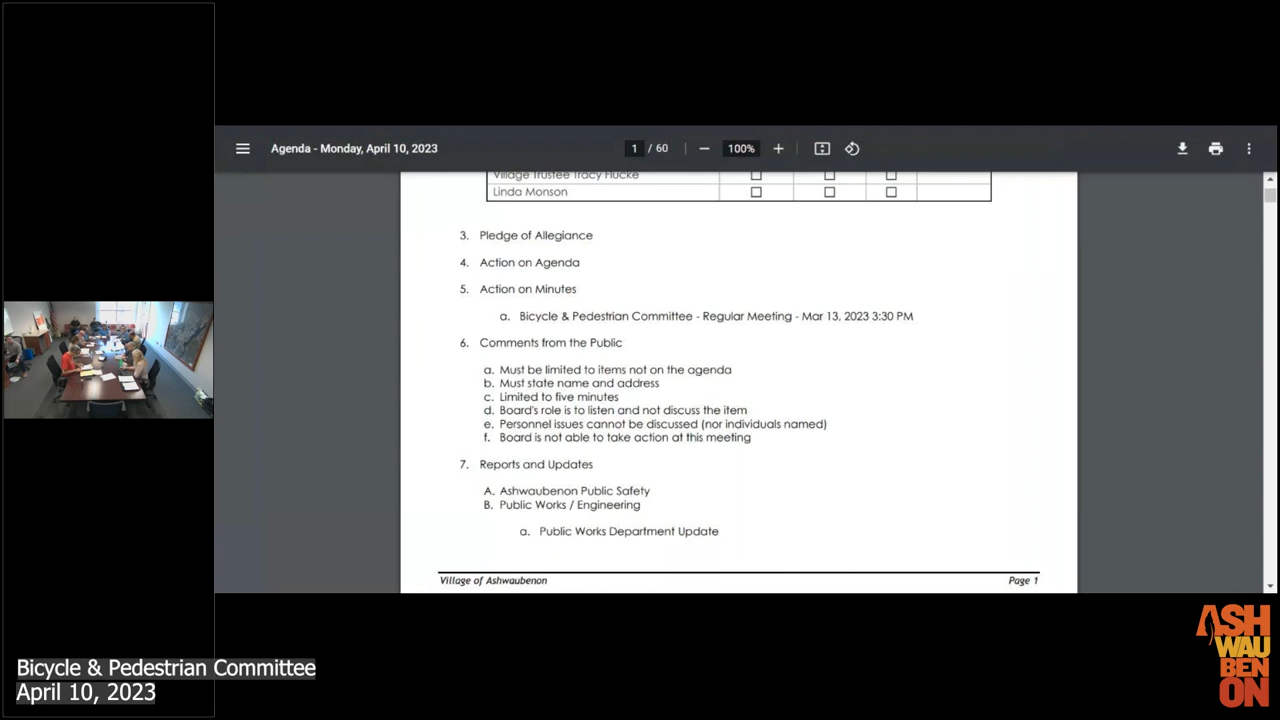 Agenda - Monday, April 10, 2023
1 / 60
100%
Village Trustee Tracy Flucke
Linda Monson
3. Pledge of Allegiance
4. Action on Agenda
5. Action on Minutes
a. Bicycle & Pedestrian Committee - Regular Meeting - Mar 13, 2023 3:30 PM
6. Comments from the Public
a. Must be limited to items not on the agenda
b. Must state name and address
c. Limited to five minutes
d. Board's role is to listen and not discuss the item
e. Personnel issues cannot be discussed (nor individuals named)
f. Board is not able to take action at this meeting
7. Reports and Updates
A. Ashwaubenon Public Safety
B. Public Works / Engineering
a. Public Works Department Update
Village of Ashwaubenon Page 1
Bicycle & Pedestrian Committee
April 10, 2023
ASH
WAU
BEN
ON